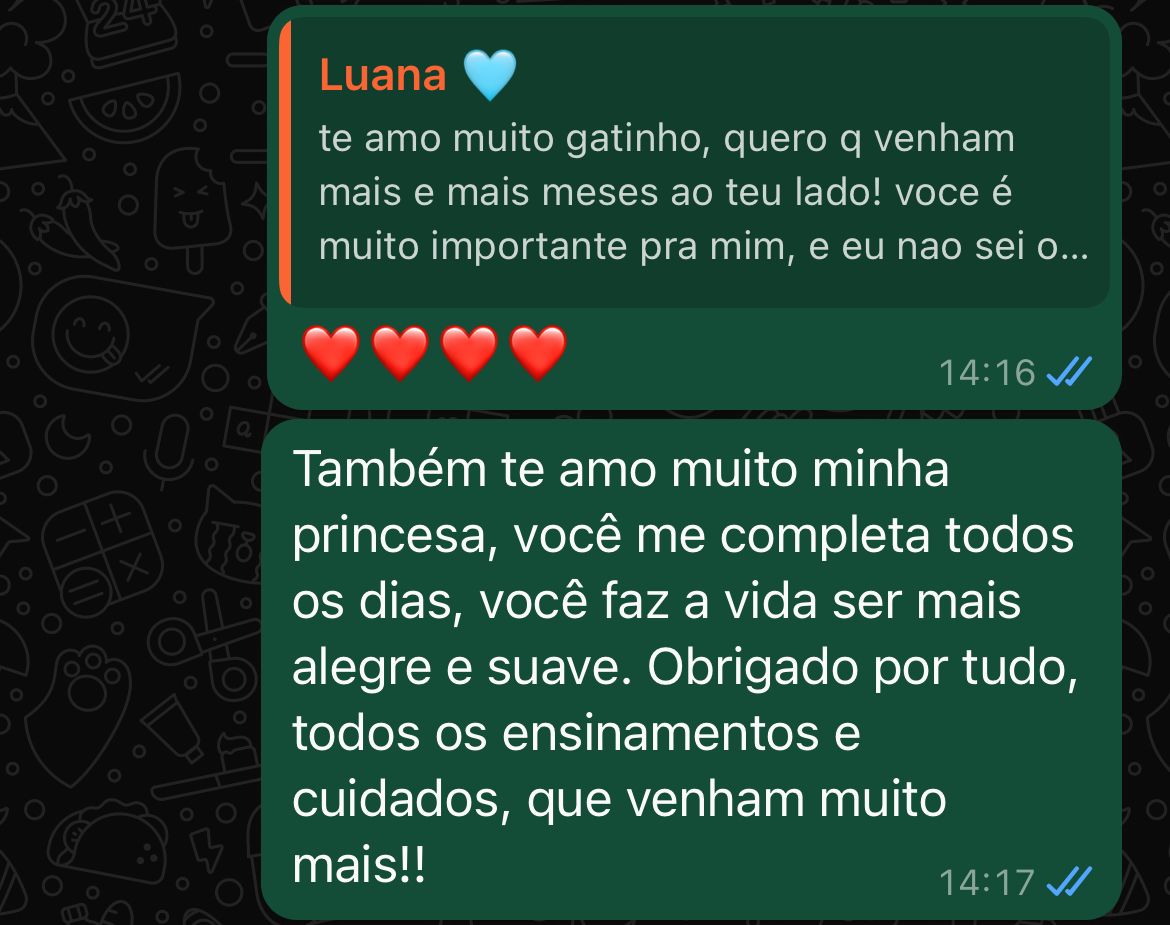 Luana 🩵
te amo muito gatinho, quero q venham
mais e mais meses ao teu lado! voce é
muito importante pra mim, e eu nao sei o...
❤️❤️❤️❤️
14:16
Também te amo muito minha
princesa, você me completa todos
os dias, você faz a vida ser mais
alegre e suave. Obrigado por tudo,
todos os ensinamentos e
cuidados, que venham muito
mais!!
14:17